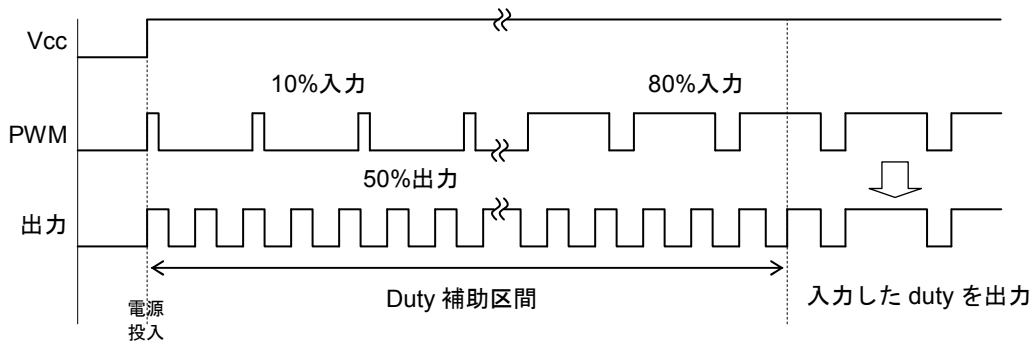 Vcc
10%入力
80%入力
PWM
50%出力
出力
電源
投入
Duty 補助区間
入力した duty を出力